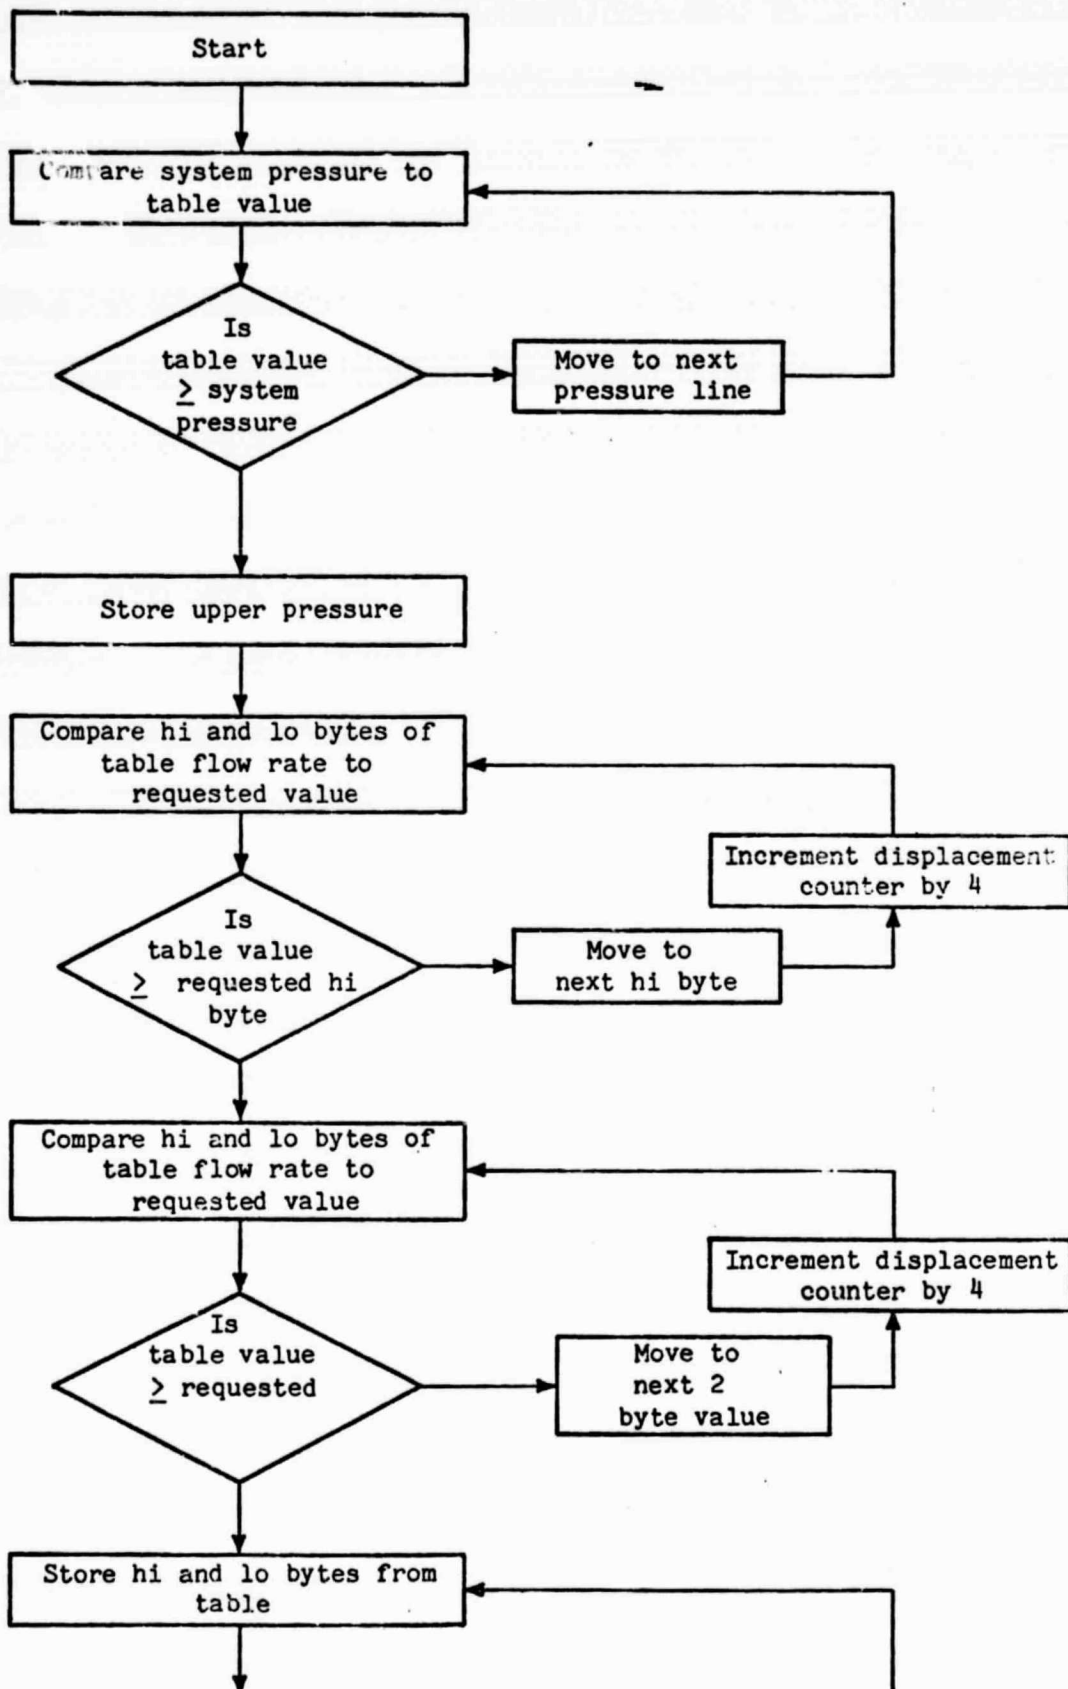 Start
Compare system pressure to
table value
Is
table value
≥ system
pressure
Move to next
pressure line
Store upper pressure
Compare hi and lo bytes of
table flow rate to
requested value
Increment displacement
counter by 4
Is
table value
≥ requested hi
byte
Move to
next hi byte
Compare hi and lo bytes of
table flow rate to
requested value
Increment displacement
counter by 4
Is
table value
≥ requested
Move to
next 2
byte value
Store hi and lo bytes from
table